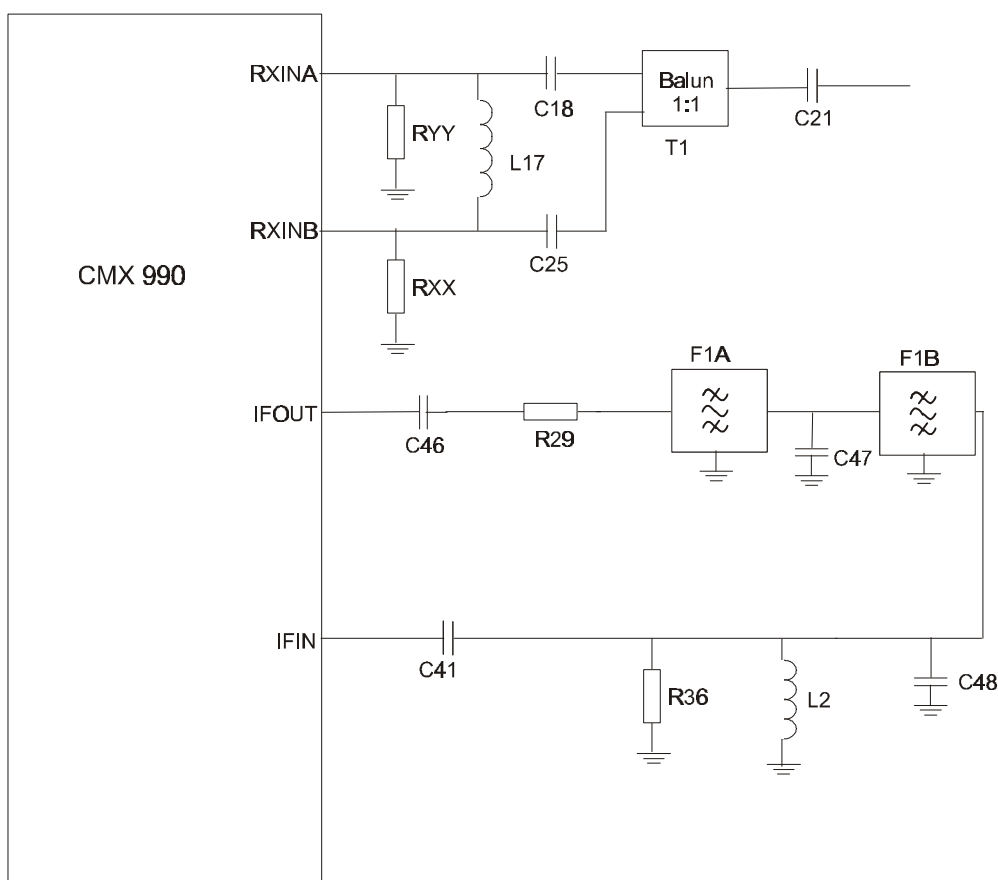 RXINA
RYY
L17
C18
Balun
1:1
T1
C21
RXINB
C25
RXX
CMX 990
IFOUT
C46
R29
F1A
C47
F1B
IFIN
C41
R36
L2
C48